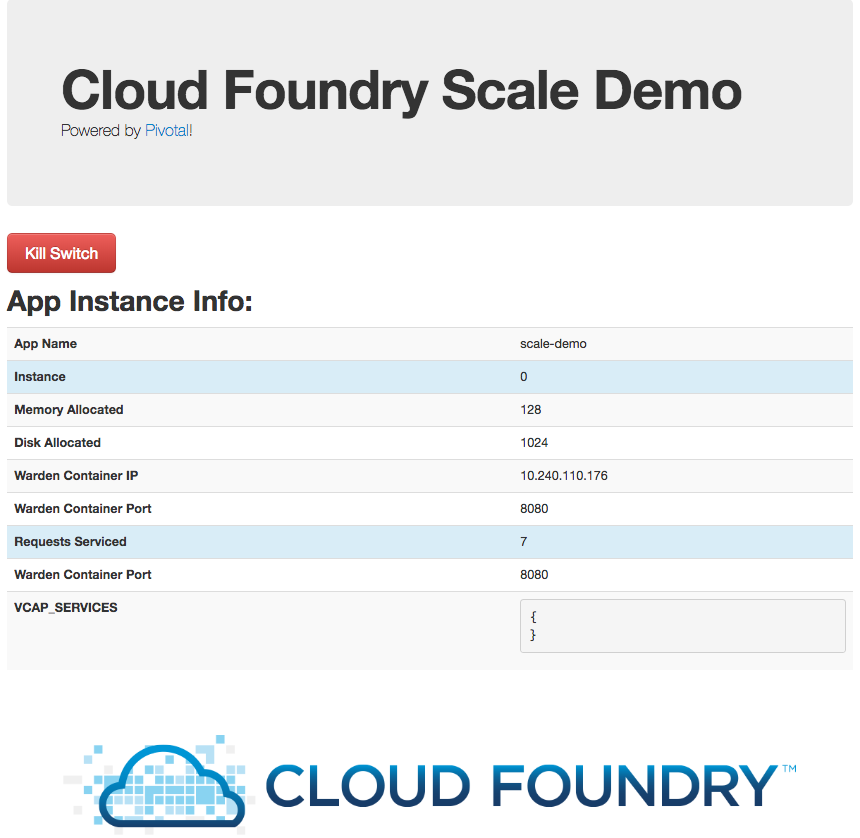 Cloud Foundry Scale Demo
Powered by Pivotal!
Kill Switch
App Instance Info:
App Name scale-demo
Instance 0
Memory Allocated 128
Disk Allocated 1024
Warden Container IP 10.240.110.176
Warden Container Port 8080
Requests Serviced 7
Warden Container Port 8080
VCAP_SERVICES {
}
CLOUD FOUNDRY™